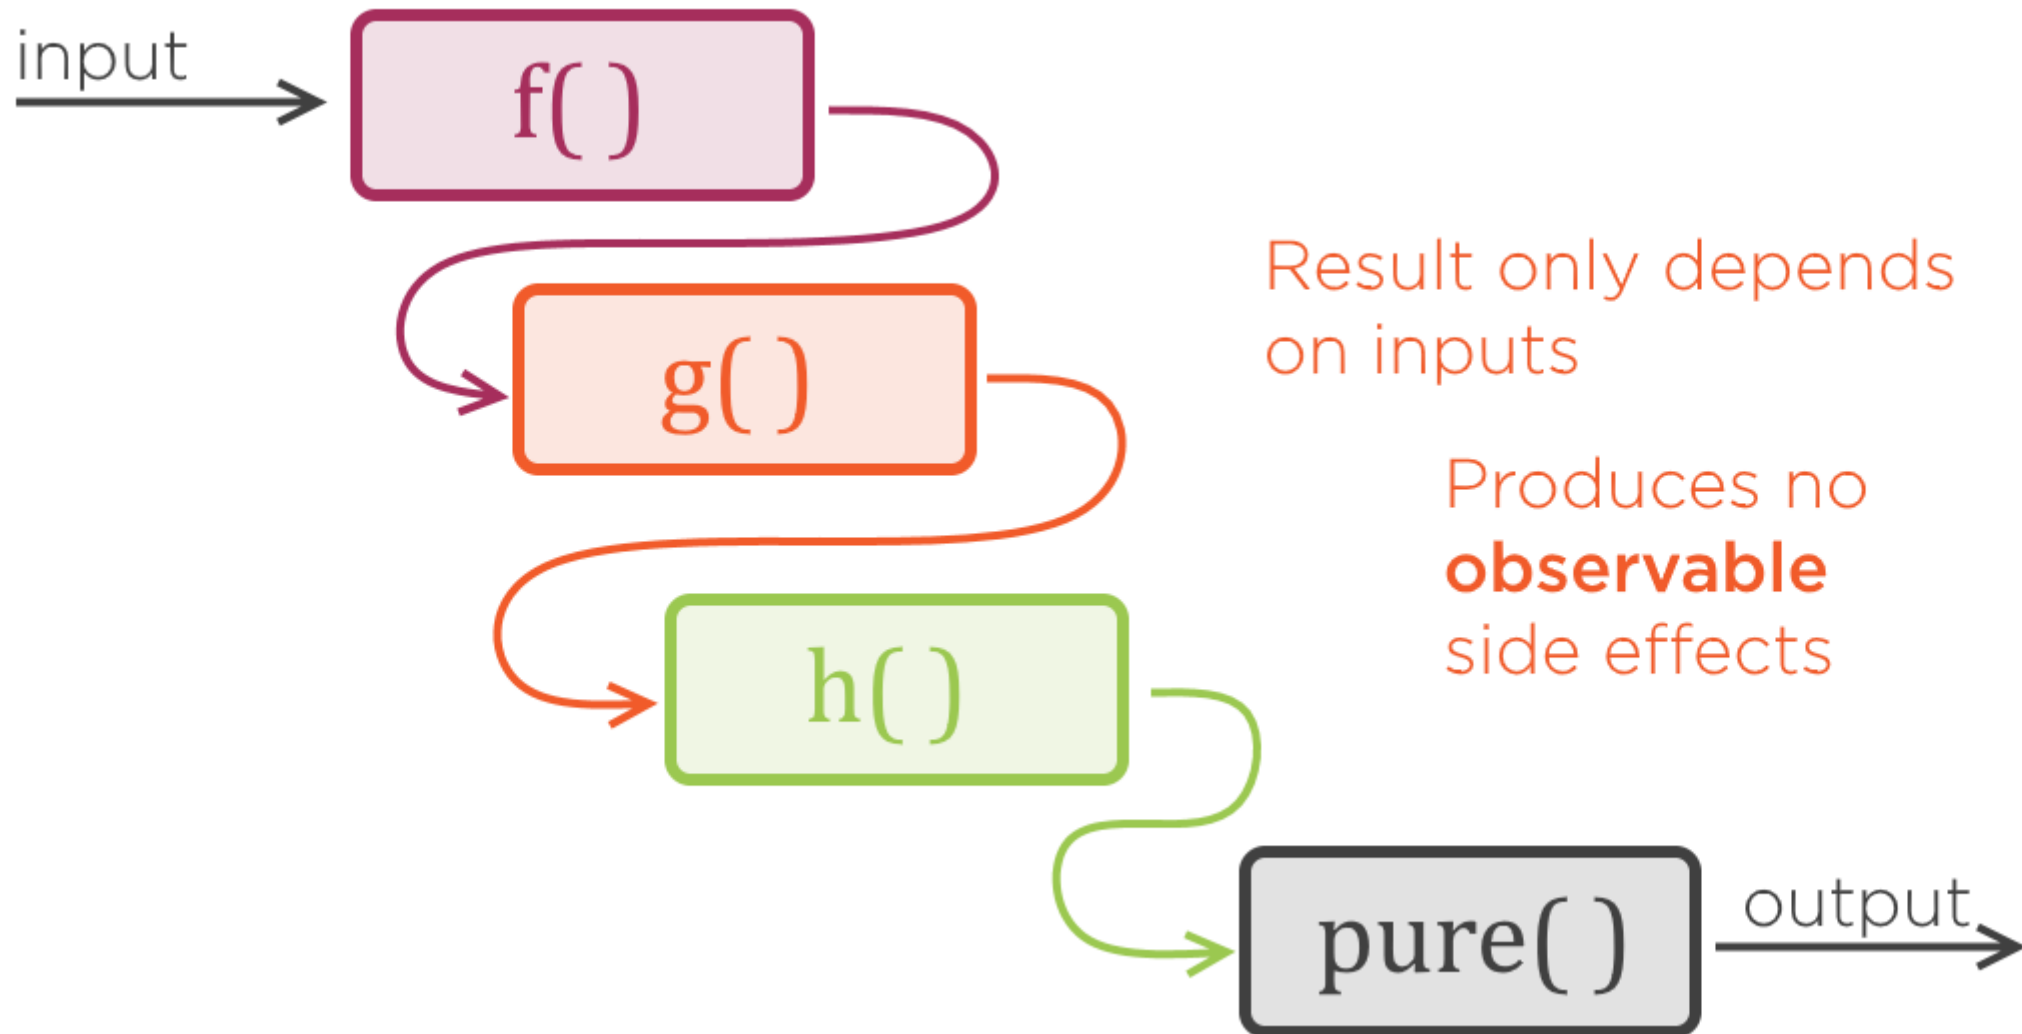 input
f( )
g( )
Result only depends
on inputs
Produces no
observable
side effects
h( )
pure( )
output